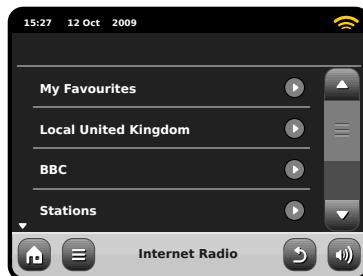 15:27 12 Oct 2009
My Favourites
Local United Kingdom
BBC
Stations
Internet Radio